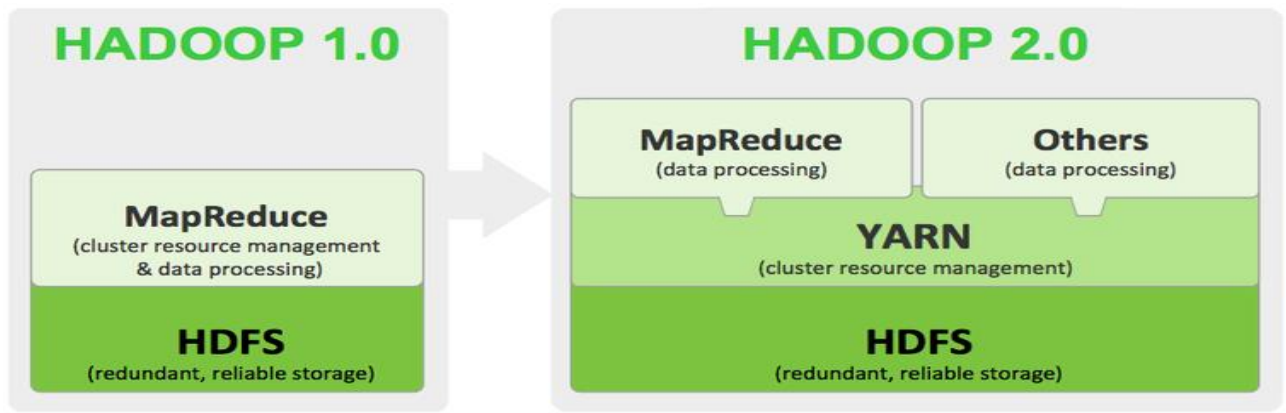 HADOOP 1.0
MapReduce
(cluster resource management
& data processing)
HDFS
(redundant, reliable storage)
HADOOP 2.0
MapReduce
(data processing)
Others
(data processing)
YARN
(cluster resource management)
HDFS
(redundant, reliable storage)